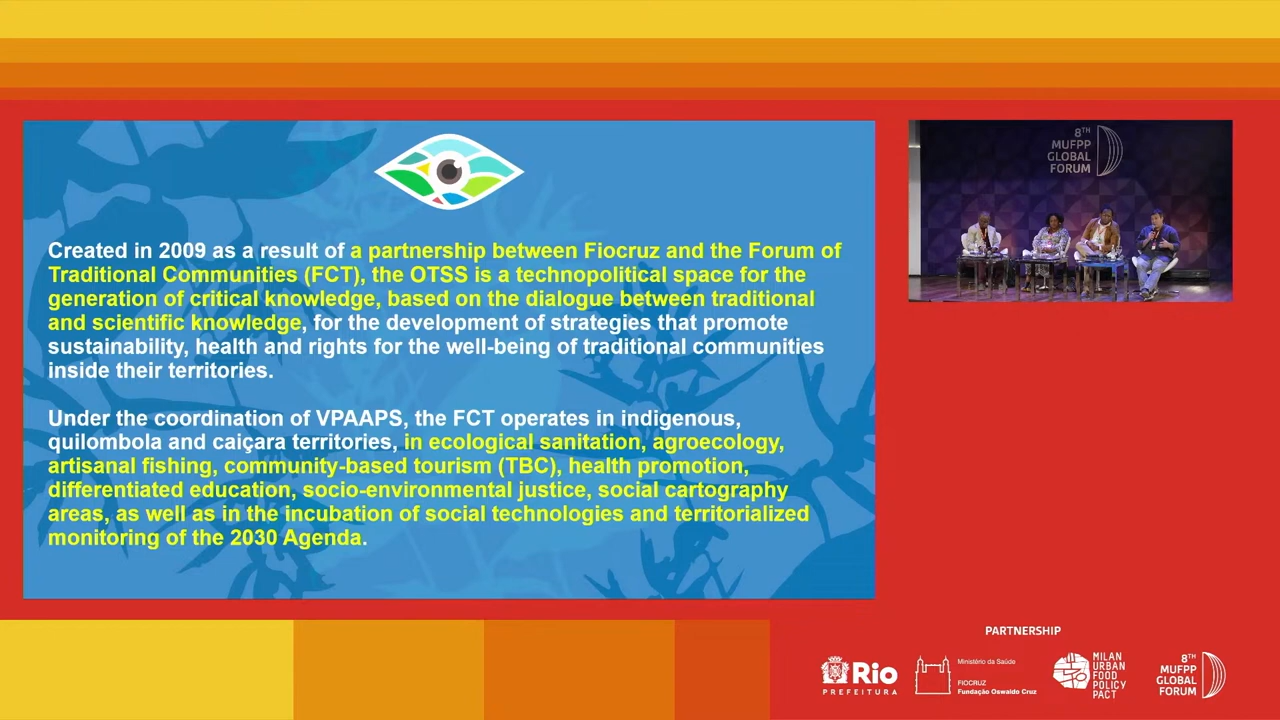 Created in 2009 as a result of a partnership between Fiocruz and the Forum of
Traditional Communities (FCT), the OTSS is a technopolitical space for the
generation of critical knowledge, based on the dialogue between traditional
and scientific knowledge, for the development of strategies that promote
sustainability, health and rights for the well-being of traditional communities
inside their territories.
Under the coordination of VPAAPS, the FCT operates in indigenous,
quilombola and caiçara territories, in ecological sanitation, agroecology,
artisanal fishing, community-based tourism (TBC), health promotion,
differentiated education, socio-environmental justice, social cartography
areas, as well as in the incubation of social technologies and territorialized
monitoring of the 2030 Agenda.
8TH
MUFPP
GLOBAL
FORUM
PARTNERSHIP
Rio
PREFEITURA
Ministério da Saúde
FIOCRUZ
Fundação Oswaldo Cruz
MILAN
URBAN
FOOD
POLICY
PACT
8TH
MUFPP
GLOBAL
FORUM